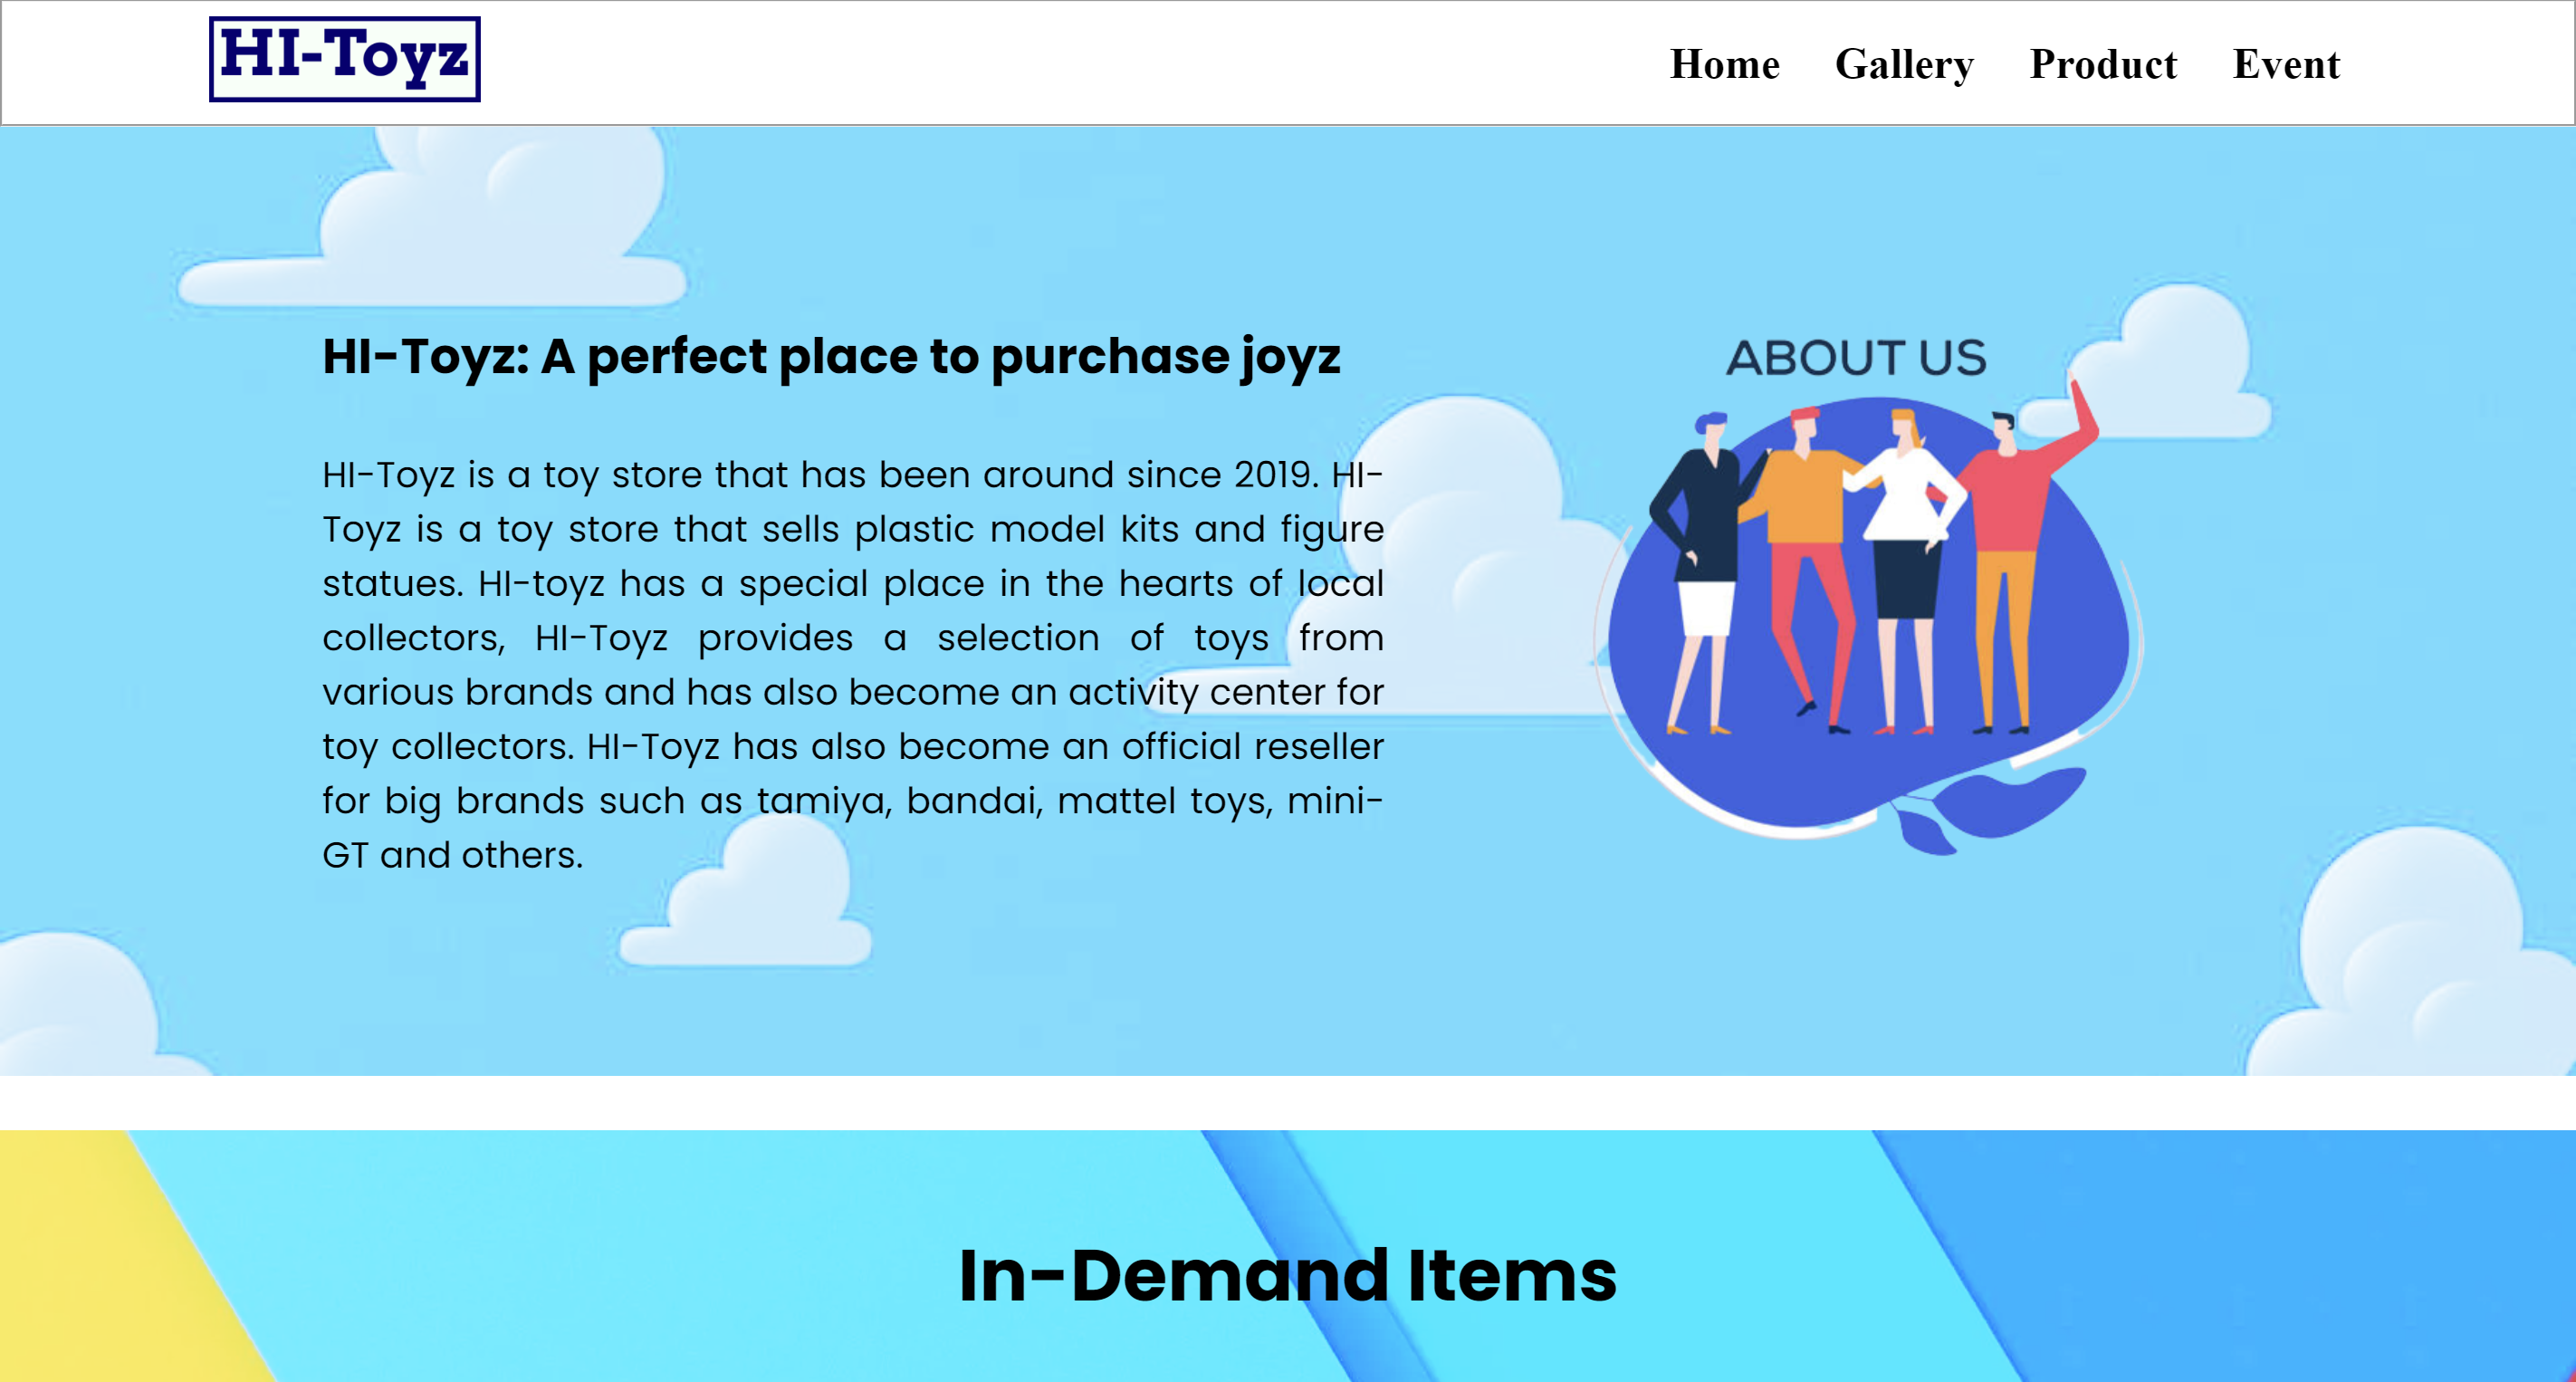 HI-Toyz
Home Gallery Product Event
HI-Toyz: A perfect place to purchase joyz
HI-Toyz is a toy store that has been around since 2019. HI-
Toyz is a toy store that sells plastic model kits and figure
statues. HI-toyz has a special place in the hearts of local
collectors, HI-Toyz provides a selection of toys from
various brands and has also become an activity center for
toy collectors. HI-Toyz has also become an official reseller
for big brands such as tamiya, bandai, mattel toys, mini-
GT and others.
ABOUT US
In-Demand Items